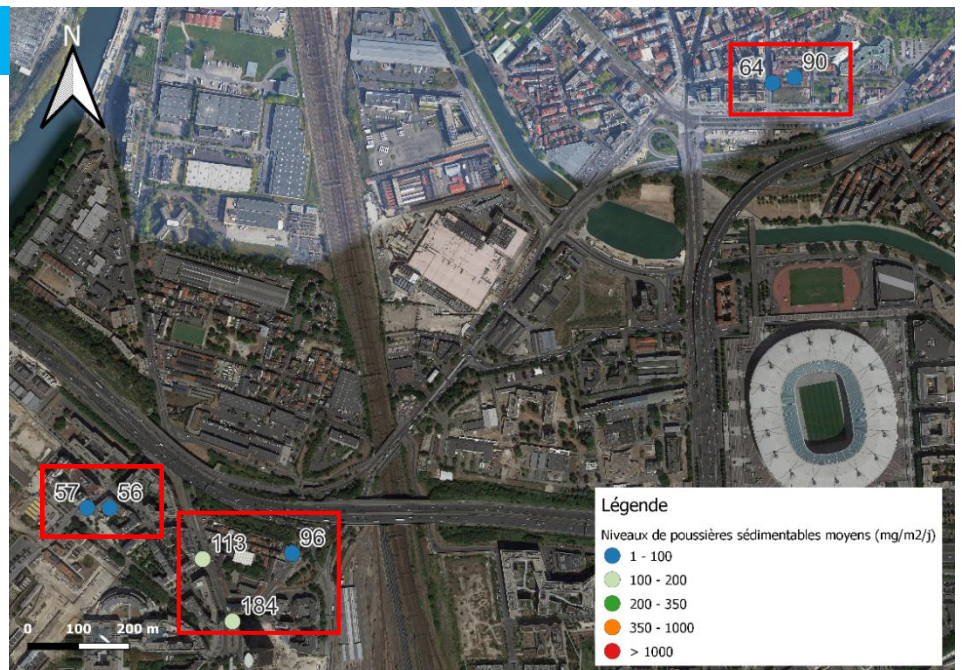 N
64 90
57 56
113 96
184
0 100 200 m
Légende
Niveaux de poussières sédimentables moyens (mg/m2/j)
1 - 100
100 - 200
200 - 350
350 - 1000
> 1000